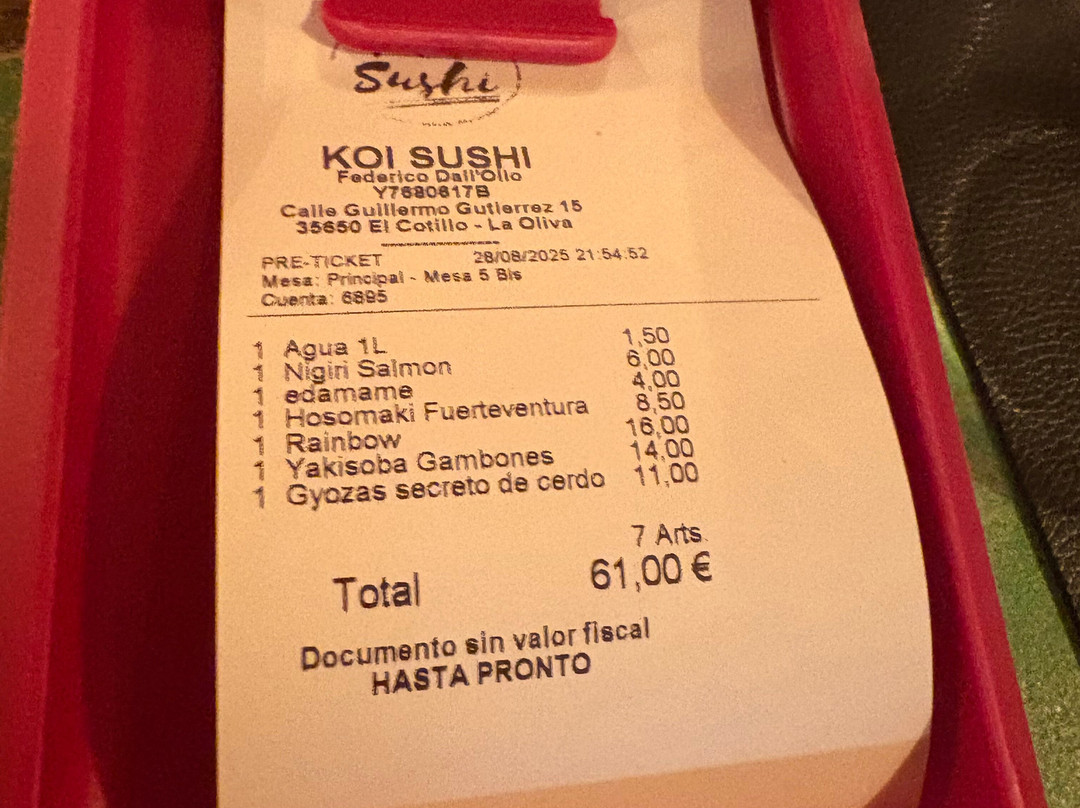 Sushi
KOI SUSHI
Federico Dall'Olio
Y7680617B
Calle Guillermo Gutierrez 15
35650 El Cotillo - La Oliva
PRE-TICKET 28/08/2025 21:54:52
Mesa: Principal - Mesa 5 Bis
Cuenta: 6895
1 Agua 1L 1,50
1 Nigiri Salmon 6,00
1 edamame 4,00
1 Hosomaki Fuerteventura 8,50
1 Rainbow 16,00
1 Yakisoba Gambones 14,00
1 Gyozas secreto de cerdo 11,00
7 Arts.
Total 61,00 €
Documento sin valor fiscal
HASTA PRONTO